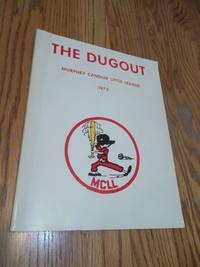 THE DUGOUT
MURPHEY CANDLER LITTLE LEAGUE
1973
MCLL